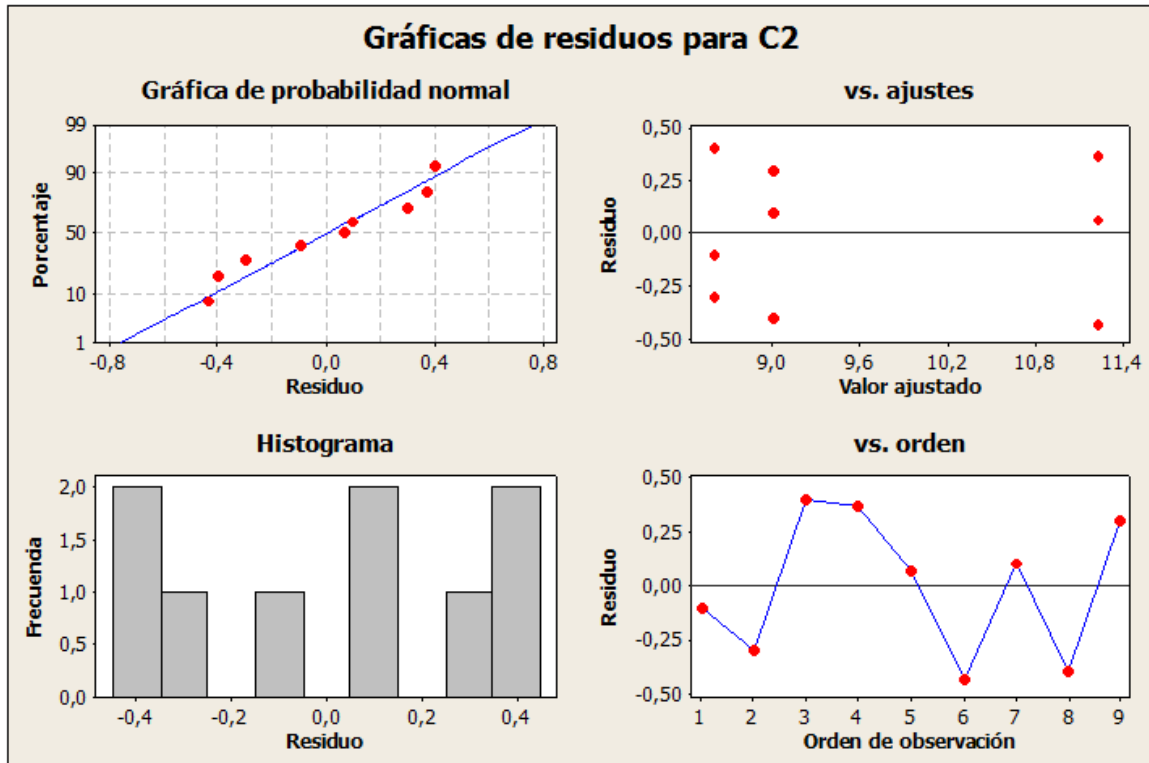 Gráficas de residuos para C2
Gráfica de probabilidad normal
99
90
50
10
1
Porcentaje
-0,8 -0,4 0,0 0,4 0,8
Residuo
vs. ajustes
0,50
0,25
0,00
-0,25
-0,50
Residuo
9,0 9,6 10,2 10,8 11,4
Valor ajustado
Histograma
2,0
1,5
1,0
0,5
0,0
Frecuencia
-0,4 -0,2 0,0 0,2 0,4
Residuo
vs. orden
0,50
0,25
0,00
-0,25
-0,50
Residuo
1 2 3 4 5 6 7 8 9
Orden de observación